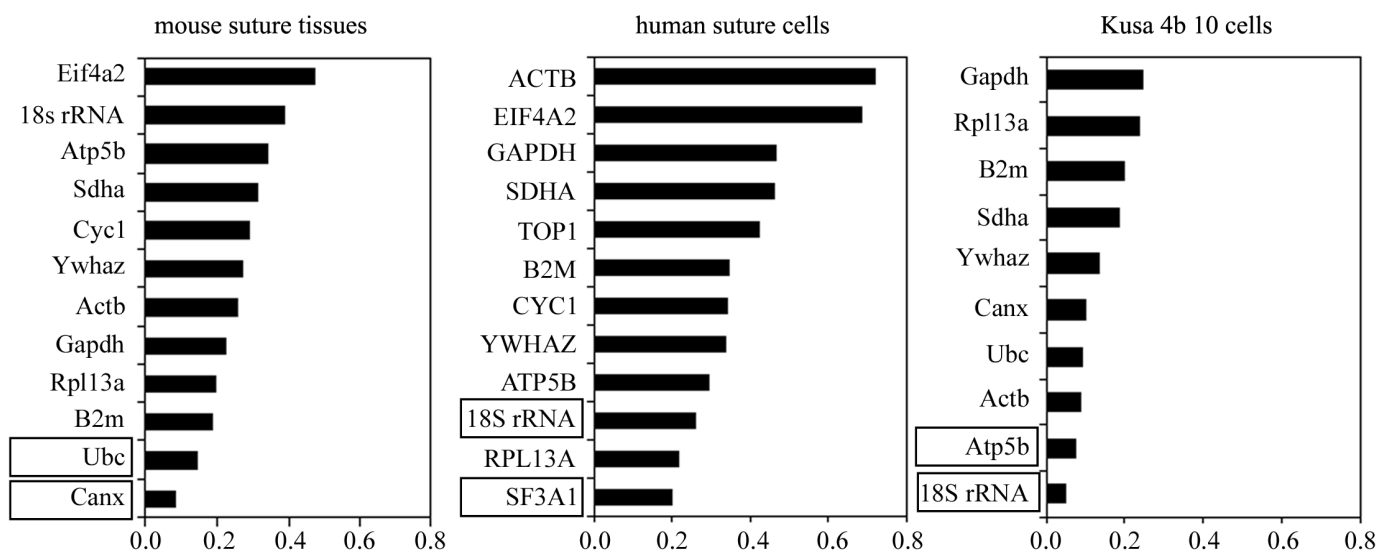 mouse suture tissues
Eif4a2
18s rRNA
Atp5b
Sdha
Cyc1
Ywhaz
Actb
Gapdh
Rpl13a
B2m
Ubc
Canx
0.0 0.2 0.4 0.6 0.8
human suture cells
ACTB
EIF4A2
GAPDH
SDHA
TOP1
B2M
CYC1
YWHAZ
ATP5B
18S rRNA
RPL13A
SF3A1
0.0 0.2 0.4 0.6 0.8
Kusa 4b 10 cells
Gapdh
Rpl13a
B2m
Sdha
Ywhaz
Canx
Ubc
Actb
Atp5b
18S rRNA
0.0 0.2 0.4 0.6 0.8